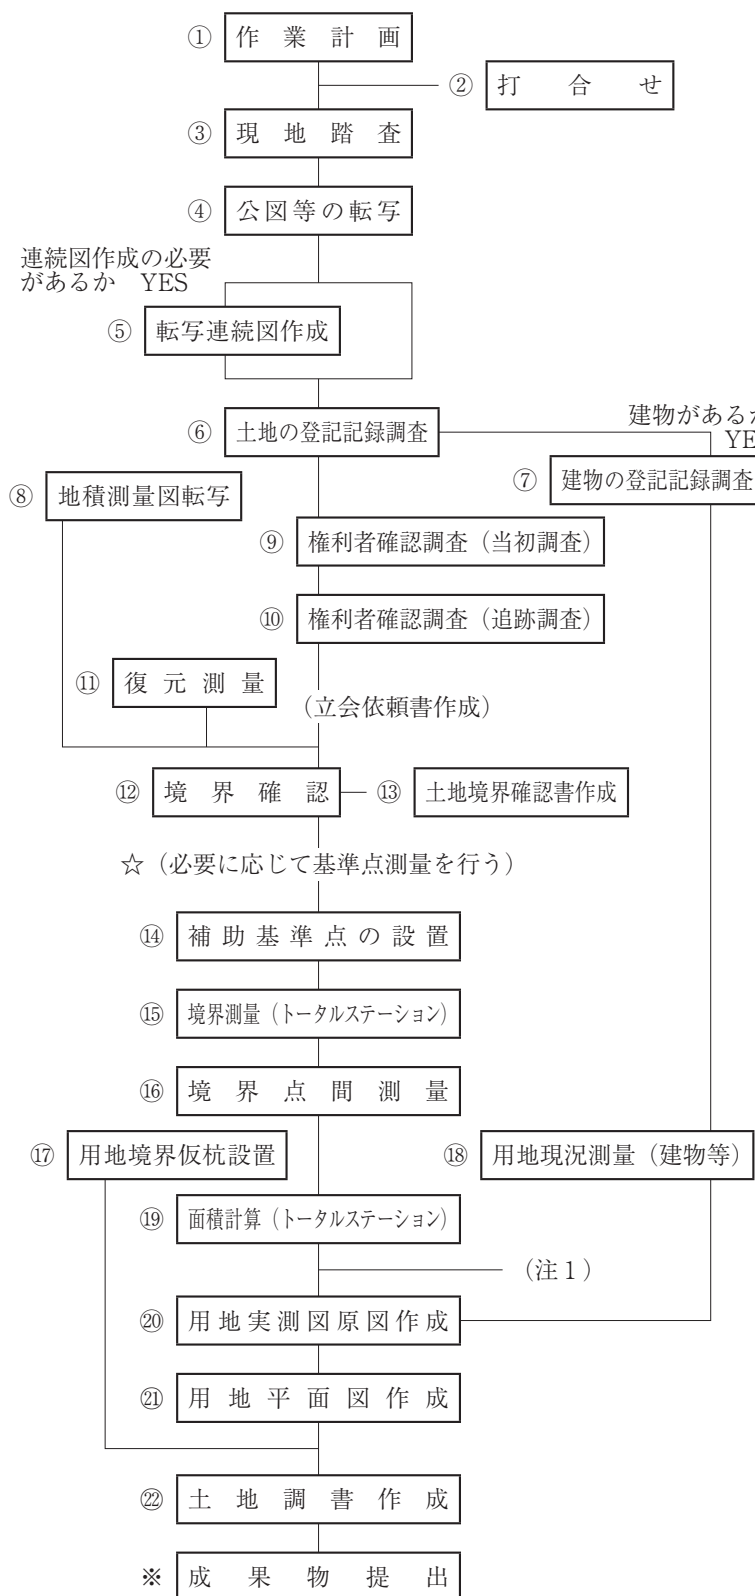 ① 作業計画
② 打合せ
③ 現地踏査
④ 公図等の転写
連続図作成の必要
があるか　YES
⑤ 転写連続図作成
⑥ 土地の登記記録調査
建物があるか
YE
⑦ 建物の登記記録調査
⑧ 地積測量図転写
⑨ 権利者確認調査（当初調査）
⑩ 権利者確認調査（追跡調査）
⑪ 復元測量
（立会依頼書作成）
⑫ 境界確認
⑬ 土地境界確認書作成
☆（必要に応じて基準点測量を行う）
⑭ 補助基準点の設置
⑮ 境界測量（トータルステーション）
⑯ 境界点間測量
⑰ 用地境界仮杭設置
⑱ 用地現況測量（建物等）
⑲ 面積計算（トータルステーション）
（注１）
⑳ 用地実測図原図作成
㉑ 用地平面図作成
㉒ 土地調書作成
※ 成果物提出